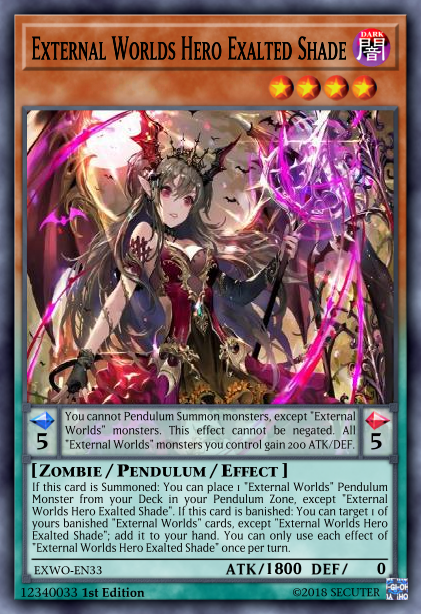 External Worlds Hero Exalted Shade
DARK
闇
You cannot Pendulum Summon monsters, except "External
Worlds" monsters. This effect cannot be negated. All
"External Worlds" monsters you control gain 200 ATK/DEF.
5
5
[Zombie / Pendulum / Effect ]
If this card is Summoned: You can place 1 "External Worlds" Pendulum
Monster from your Deck in your Pendulum Zone, except "External
Worlds Hero Exalted Shade". If this card is banished: You can target 1 of
yours banished "External Worlds" cards, except "External Worlds Hero
Exalted Shade"; add it to your hand. You can only use each effect of
"External Worlds Hero Exalted Shade" once per turn.
EXWO-EN33
ATK/1800 DEF/ 0
12340033 1st Edition
©2018 SECUTER